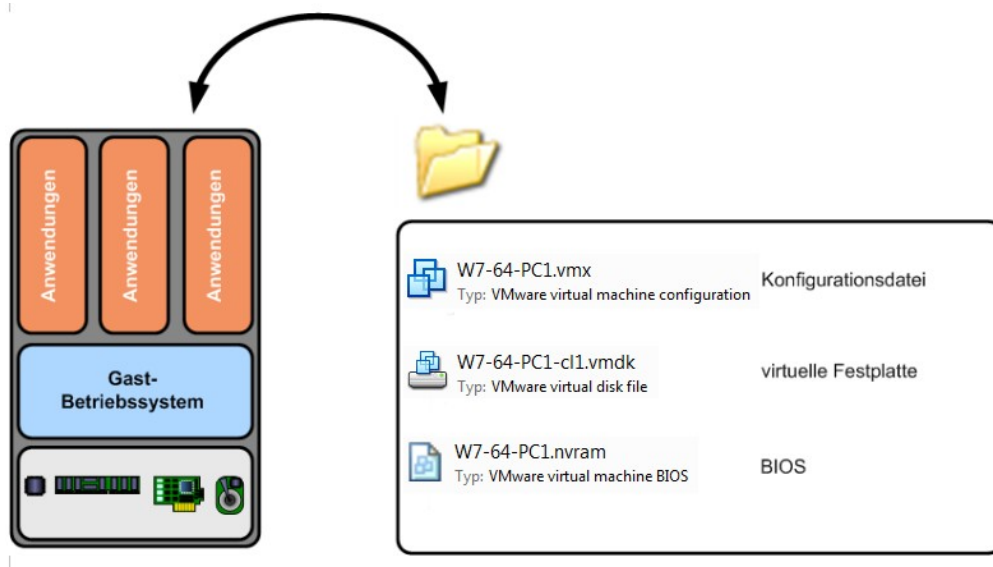 Anwendungen
Anwendungen
Anwendungen
Gast-
Betriebssystem
W7-64-PC1.vmx
Typ: VMware virtual machine configuration
Konfigurationsdatei
W7-64-PC1-cl1.vmdk
Typ: VMware virtual disk file
virtuelle Festplatte
W7-64-PC1.nvram
Typ: VMware virtual machine BIOS
BIOS